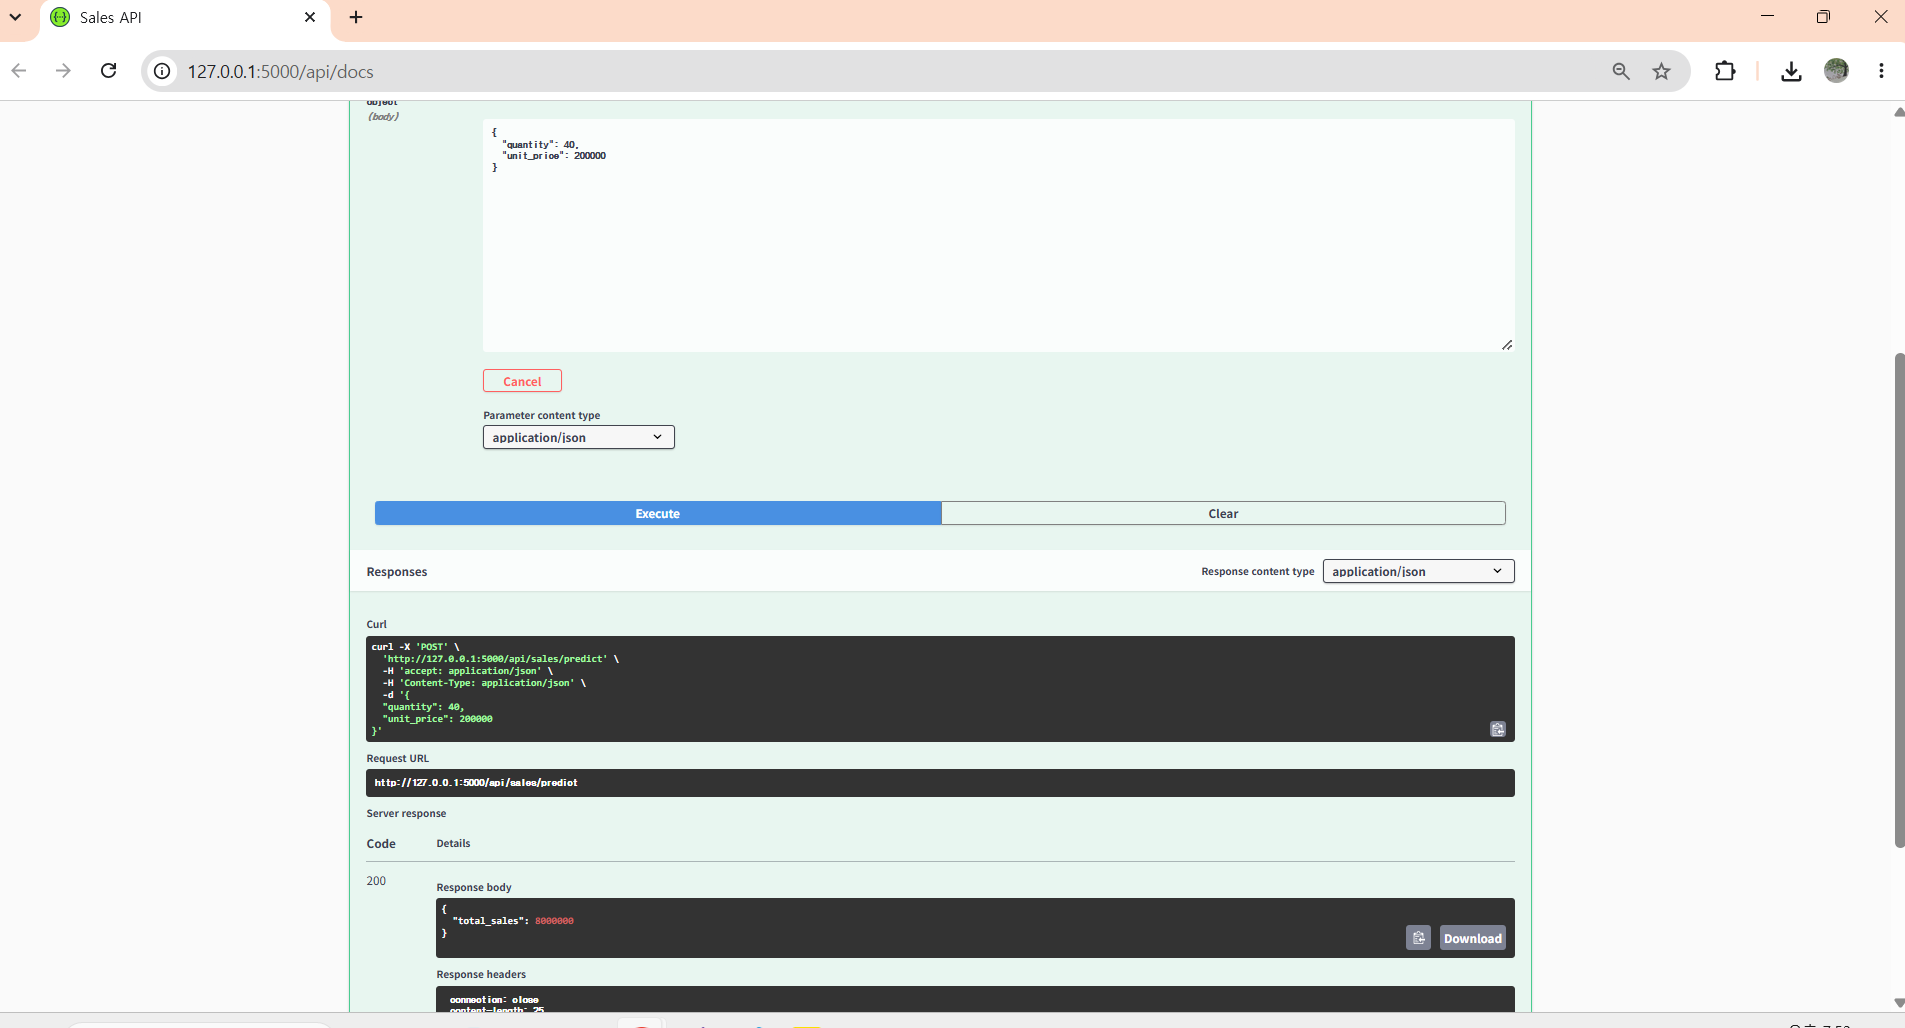 Sales API
127.0.0.1:5000/api/docs
object
(body)
{
"quantity": 40,
"unit_price": 200000
}
Cancel
Parameter content type
application/json
Execute
Clear
Responses
Response content type
application/json
Curl
curl -X 'POST' \
'http://127.0.0.1:5000/api/sales/predict' \
-H 'accept: application/json' \
-H 'Content-Type: application/json' \
-d '{
"quantity": 40,
"unit_price": 200000
}'
Request URL
http://127.0.0.1:5000/api/sales/predict
Server response
Code
Details
200
Response body
{
"total_sales": 8000000
}
Download
Response headers
connection: close
content-length: 25